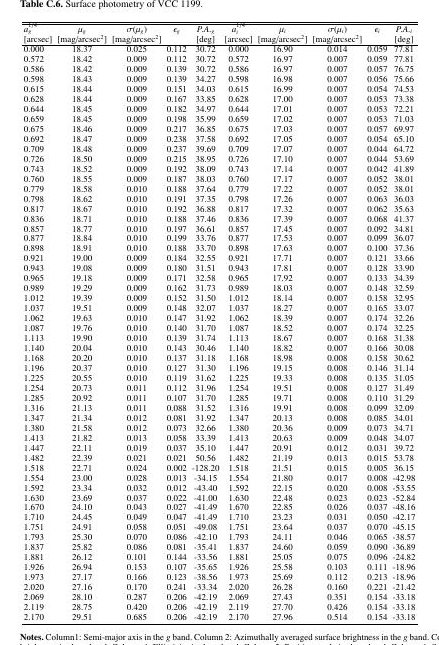 Table C.6. Surface photometry of VCC 1199.
a_g^1/4 μ_g σ(μ_g) ε_g P.A._g a_i^1/4 μ_i σ(μ_i) ε_i P.A._i
[arcsec] [mag/arcsec²] [mag/arcsec²] [deg] [arcsec] [mag/arcsec²] [mag/arcsec²] [deg]
0.000 18.37 0.025 0.112 30.72 0.000 16.90 0.014 0.059 77.81
0.572 18.42 0.009 0.112 30.72 0.572 16.97 0.007 0.059 77.81
0.586 18.42 0.009 0.139 30.72 0.586 16.97 0.007 0.057 76.75
0.598 18.43 0.009 0.139 34.27 0.598 16.98 0.007 0.056 75.66
0.615 18.44 0.009 0.151 34.03 0.615 16.99 0.007 0.054 74.53
0.628 18.44 0.009 0.167 33.85 0.628 17.00 0.007 0.053 73.38
0.644 18.45 0.009 0.182 34.97 0.644 17.01 0.007 0.053 72.21
0.659 18.45 0.009 0.198 35.99 0.659 17.02 0.007 0.053 71.03
0.675 18.46 0.009 0.217 36.85 0.675 17.03 0.007 0.057 69.97
0.692 18.47 0.009 0.238 37.58 0.692 17.05 0.007 0.054 65.10
0.709 18.48 0.009 0.237 39.69 0.709 17.07 0.007 0.044 64.72
0.726 18.50 0.009 0.215 38.95 0.726 17.10 0.007 0.044 53.69
0.743 18.52 0.009 0.192 38.09 0.743 17.14 0.007 0.042 41.89
0.760 18.55 0.009 0.187 38.03 0.760 17.17 0.007 0.052 38.01
0.779 18.58 0.010 0.188 37.64 0.779 17.22 0.007 0.052 38.01
0.798 18.62 0.010 0.191 37.35 0.798 17.26 0.007 0.063 36.03
0.817 18.67 0.010 0.192 36.88 0.817 17.32 0.007 0.062 35.63
0.836 18.71 0.010 0.188 37.46 0.836 17.39 0.007 0.068 41.37
0.857 18.77 0.010 0.197 36.61 0.857 17.45 0.007 0.092 34.81
0.877 18.84 0.010 0.199 33.76 0.877 17.53 0.007 0.099 36.07
0.898 18.91 0.010 0.188 33.70 0.898 17.63 0.007 0.100 37.36
0.921 19.00 0.009 0.184 32.55 0.921 17.71 0.007 0.121 33.66
0.943 19.08 0.009 0.180 31.51 0.943 17.81 0.007 0.128 33.90
0.965 19.18 0.009 0.171 32.58 0.965 17.92 0.007 0.133 34.39
0.989 19.29 0.009 0.162 31.73 0.989 18.03 0.007 0.148 32.59
1.012 19.39 0.009 0.152 31.50 1.012 18.14 0.007 0.158 32.95
1.037 19.51 0.009 0.148 32.07 1.037 18.27 0.007 0.165 33.07
1.062 19.63 0.010 0.147 31.92 1.062 18.39 0.007 0.174 32.26
1.087 19.76 0.010 0.140 31.70 1.087 18.52 0.007 0.174 32.25
1.113 19.90 0.010 0.139 31.74 1.113 18.67 0.007 0.168 31.38
1.140 20.04 0.010 0.143 30.46 1.140 18.82 0.007 0.166 30.08
1.168 20.20 0.010 0.137 31.18 1.168 18.98 0.008 0.158 30.62
1.196 20.37 0.010 0.127 31.30 1.196 19.15 0.008 0.146 31.14
1.225 20.55 0.010 0.119 31.62 1.225 19.33 0.008 0.135 31.05
1.254 20.73 0.011 0.112 31.96 1.254 19.51 0.008 0.127 31.49
1.285 20.92 0.011 0.107 31.70 1.285 19.71 0.008 0.110 31.29
1.316 21.13 0.011 0.088 31.52 1.316 19.91 0.008 0.099 32.09
1.347 21.34 0.012 0.081 31.92 1.347 20.13 0.008 0.085 34.01
1.380 21.58 0.012 0.073 32.66 1.380 20.36 0.009 0.073 34.71
1.413 21.82 0.013 0.058 33.39 1.413 20.63 0.009 0.048 34.07
1.447 22.11 0.019 0.037 35.10 1.447 20.91 0.012 0.031 39.72
1.482 22.39 0.021 0.021 50.56 1.482 21.19 0.013 0.015 53.78
1.518 22.71 0.024 0.002 -128.20 1.518 21.51 0.015 0.005 36.15
1.554 23.00 0.028 0.013 -34.15 1.554 21.80 0.017 0.008 -42.98
1.592 23.34 0.032 0.012 -43.40 1.592 22.15 0.020 0.008 -53.55
1.630 23.69 0.037 0.022 -41.00 1.630 22.48 0.023 0.023 -52.84
1.670 24.10 0.043 0.027 -41.49 1.670 22.85 0.026 0.037 -48.16
1.710 24.45 0.049 0.047 -41.49 1.710 23.23 0.031 0.050 -42.17
1.751 24.91 0.058 0.051 -49.08 1.751 23.64 0.037 0.070 -45.15
1.793 25.30 0.070 0.086 -42.10 1.793 24.11 0.046 0.065 -38.57
1.837 25.82 0.086 0.081 -35.41 1.837 24.60 0.059 0.090 -36.89
1.881 26.12 0.101 0.144 -33.56 1.881 25.05 0.075 0.096 -24.82
1.926 26.94 0.153 0.107 -35.65 1.926 25.58 0.103 0.111 -18.96
1.973 27.17 0.166 0.123 -38.56 1.973 25.69 0.112 0.213 -18.96
2.020 27.16 0.170 0.241 -33.34 2.020 26.28 0.160 0.221 -21.42
2.069 28.10 0.287 0.206 -42.19 2.069 27.43 0.351 0.154 -33.18
2.119 28.75 0.420 0.206 -42.19 2.119 27.70 0.426 0.154 -33.18
2.170 29.51 0.685 0.206 -42.19 2.170 27.96 0.514 0.154 -33.18
Notes. Column1: Semi-major axis in the g band. Column 2: Azimuthally averaged surface brightness in the g band. Co